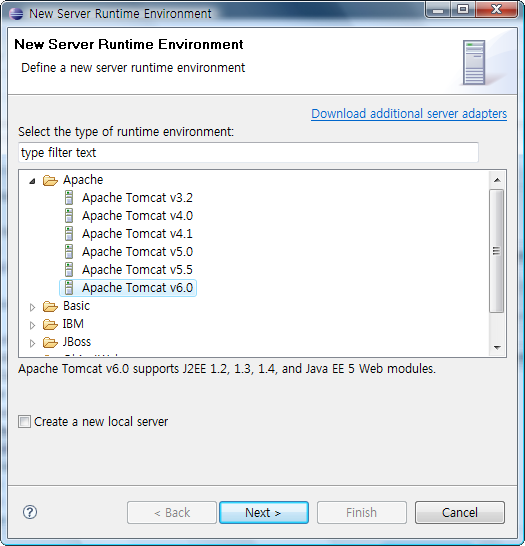 New Server Runtime Environment
New Server Runtime Environment
Define a new server runtime environment
Download additional server adapters
Select the type of runtime environment:
type filter text
Apache
Apache Tomcat v3.2
Apache Tomcat v4.0
Apache Tomcat v4.1
Apache Tomcat v5.0
Apache Tomcat v5.5
Apache Tomcat v6.0
Basic
IBM
JBoss
Apache Tomcat v6.0 supports J2EE 1.2, 1.3, 1.4, and Java EE 5 Web modules.
Create a new local server
? < Back Next > Finish Cancel